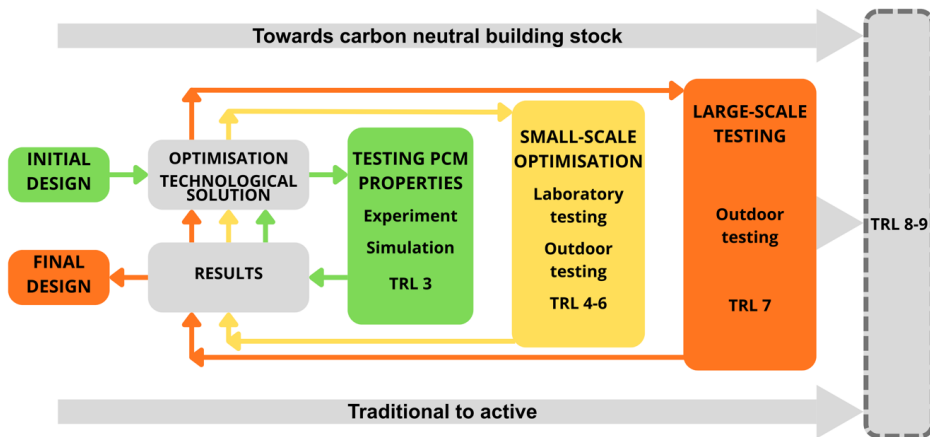 Towards carbon neutral building stock
INITIAL
DESIGN
OPTIMISATION
TECHNOLOGICAL
SOLUTION
FINAL
DESIGN
RESULTS
TESTING PCM
PROPERTIES
Experiment
Simulation
TRL 3
SMALL-SCALE
OPTIMISATION
Laboratory
testing
Outdoor
testing
TRL 4-6
LARGE-SCALE
TESTING
Outdoor
testing
TRL 7
TRL 8-9
Traditional to active